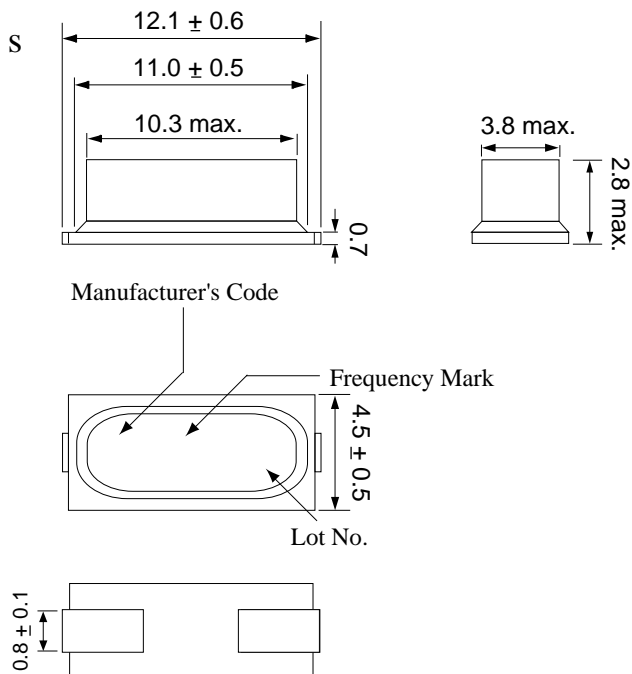 12.1 ± 0.6
S
11.0 ± 0.5
10.3 max.
3.8 max.
2.8 max.
0.7
Manufacturer's Code
Frequency Mark
4.5 ± 0.5
Lot No.
0.8 ± 0.1